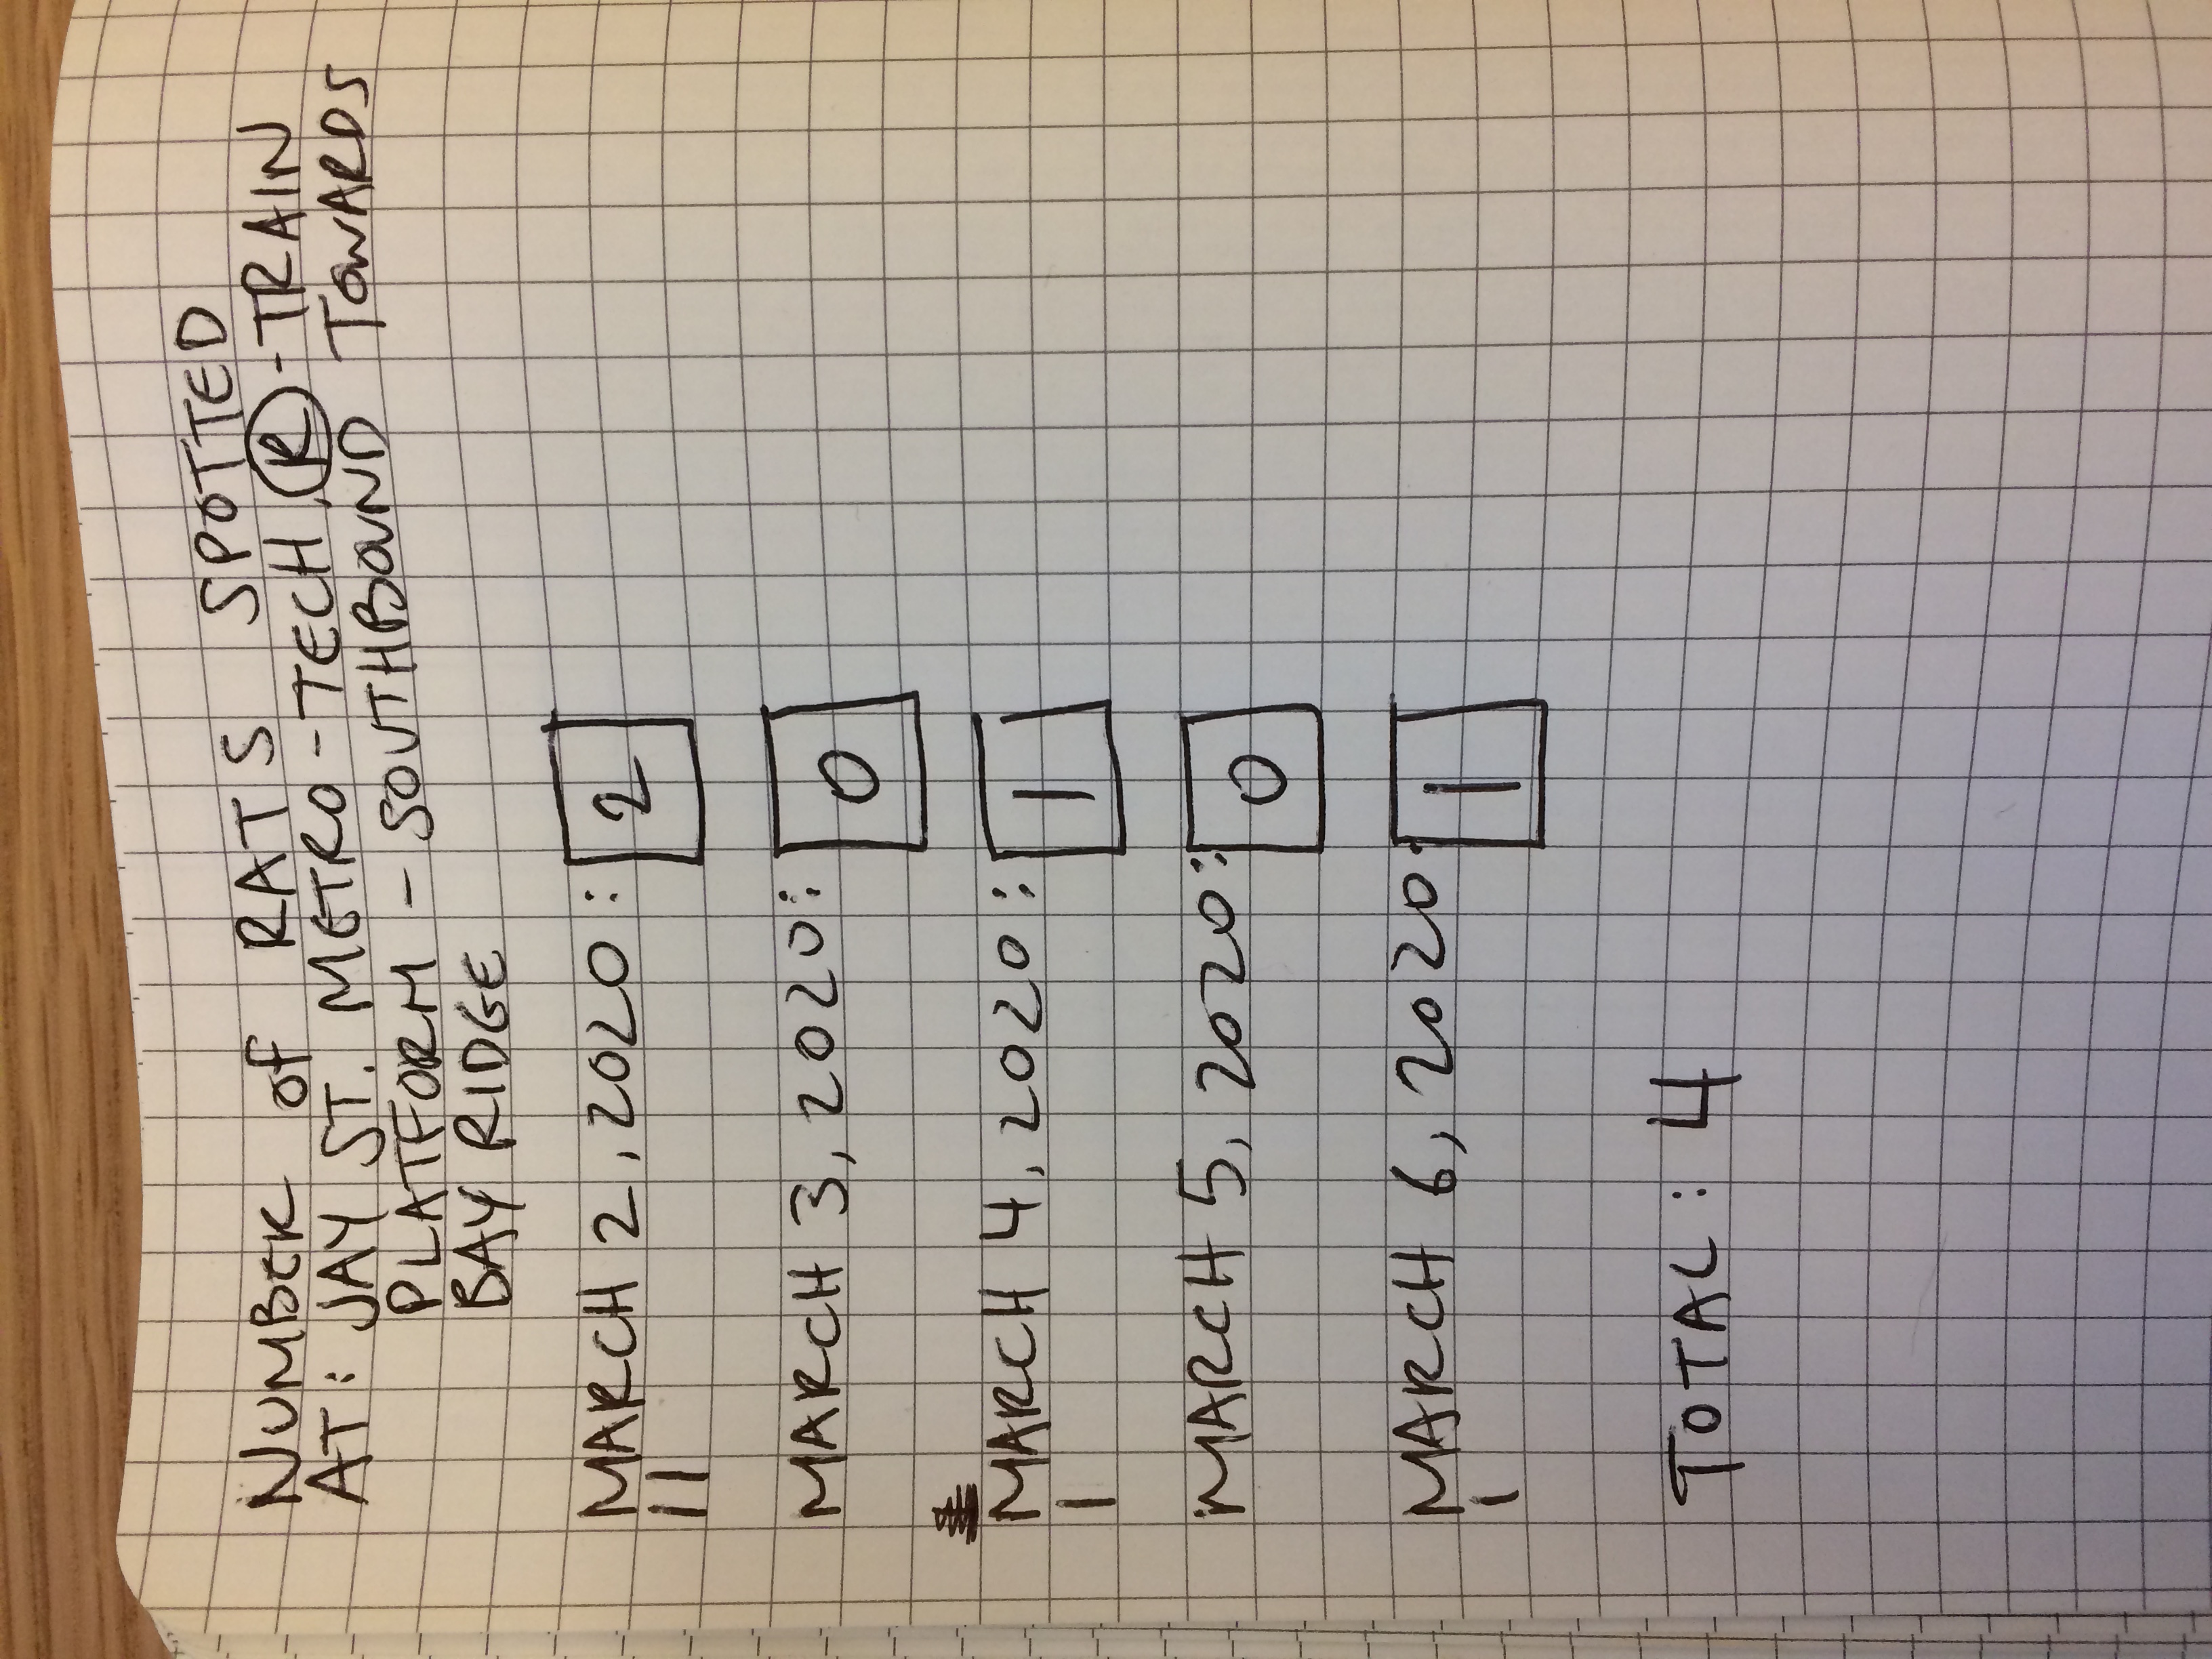 NUMBER of RATS SPOTTED
AT: JAY ST. METRO-TECH, R-TRAIN
PLATFORM - SOUTHBOUND TOWARDS
BAY RIDGE
MARCH 2, 2020: 2
||
MARCH 3, 2020: 0
MARCH 4, 2020: 1
|
MARCH 5, 2020: 0
MARCH 6, 2020: 1
|
TOTAL: 4